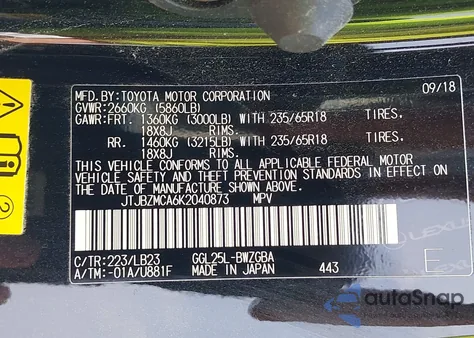 MFD.BY:TOYOTA MOTOR CORPORATION 09/18
GVWR:2660KG (5860LB)
GAWR:FRT. 1360KG (3000LB) WITH 235/65R18 TIRES.
18X8J RIMS.
RR. 1460KG (3215LB) WITH 235/65R18 TIRES.
18X8J RIMS.
THIS VEHICLE CONFORMS TO ALL APPLICABLE FEDERAL MOTOR
VEHICLE SAFETY AND THEFT PREVENTION STANDARDS IN EFFECT
ON THE DATE OF MANUFACTURE SHOWN ABOVE.
JTJBZMCA6K2040873 MPV
C/TR:223/LB23 GGL25L-BWZGBA
A/TM:-01A/U881F MADE IN JAPAN 443 E
2
autoSnap